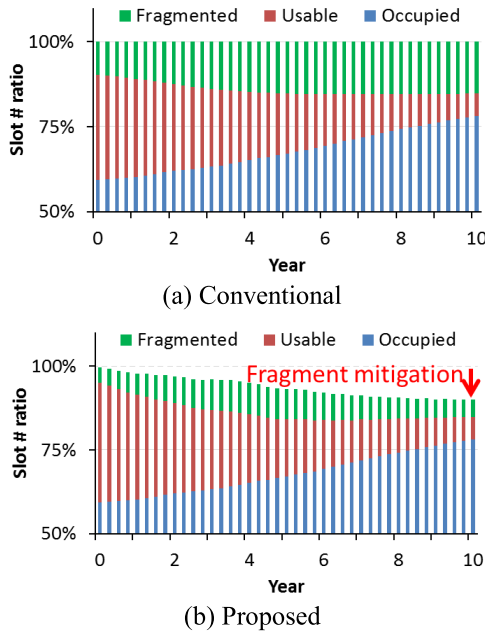 Fragmented Usable Occupied
100%
75%
50%
Slot # ratio
0 2 4 6 8 10
Year
(a) Conventional
Fragmented Usable Occupied
100%
Fragment mitigation
75%
50%
Slot # ratio
0 2 4 6 8 10
Year
(b) Proposed